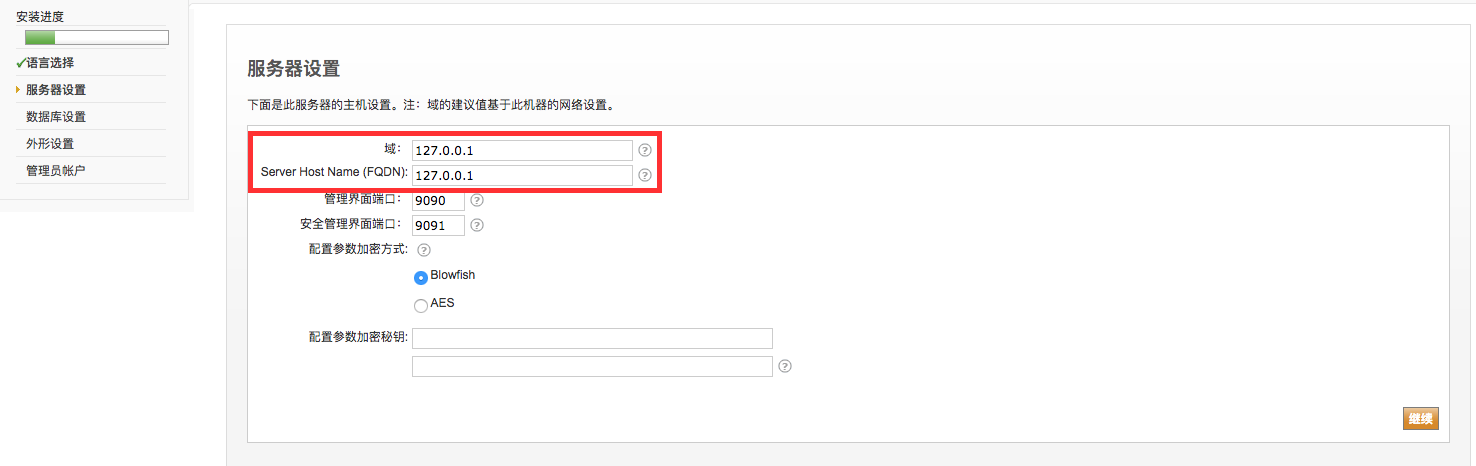 安装进度
语言选择
服务器设置
数据库设置
外形设置
管理员帐户
服务器设置
下面是此服务器的主机设置。注：域的建议值基于此机器的网络设置。
域： 127.0.0.1 ?
Server Host Name (FQDN): 127.0.0.1 ?
管理界面端口： 9090 ?
安全管理界面端口： 9091 ?
配置参数加密方式: ?
Blowfish
AES
配置参数加密秘钥:
?
继续